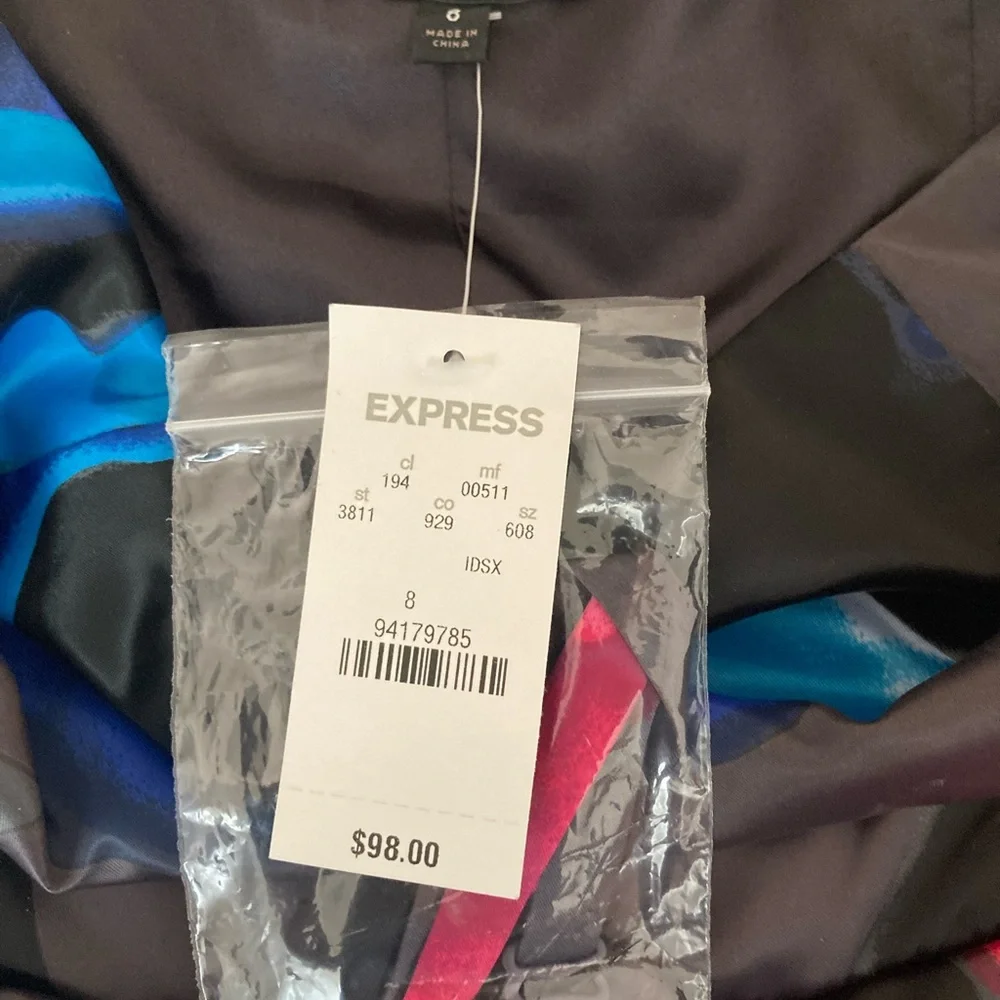 6
MADE IN
CHINA
EXPRESS
cl mf
194 00511
st co sz
3811 929 608
IDSX
8
94179785
$98.00